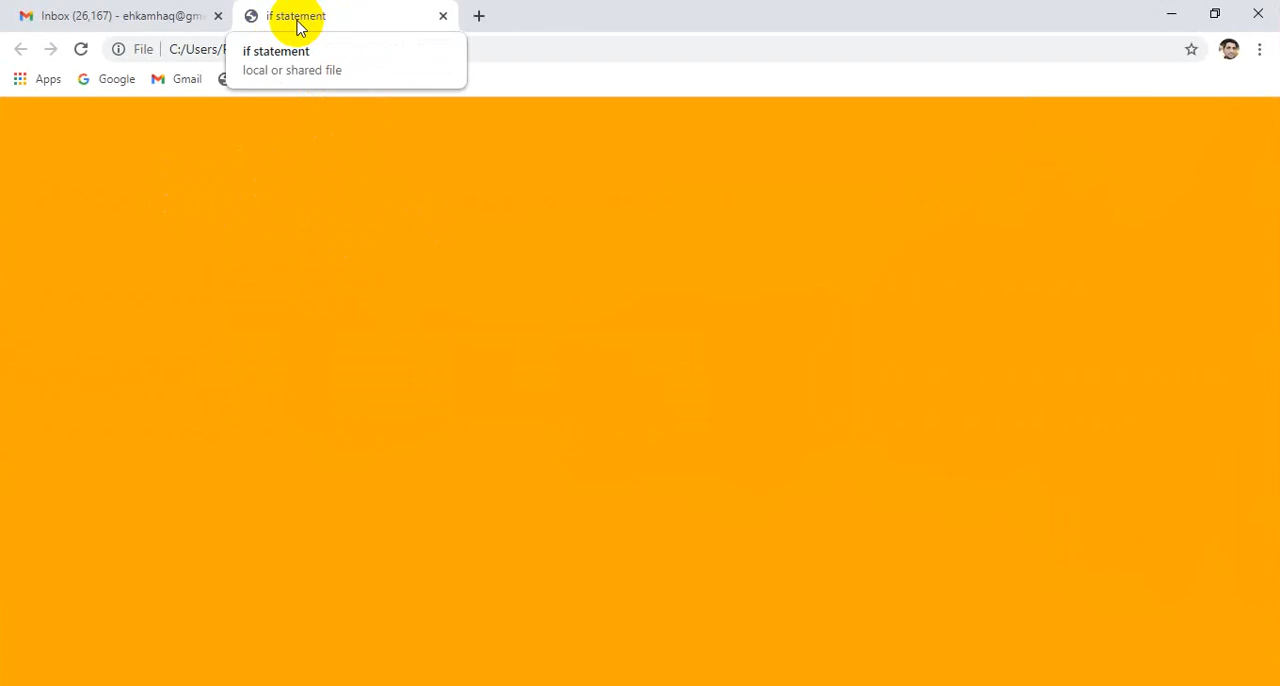 Inbox (26,167) - ehkamhaq@gm
if statement
File C:/Users/
if statement
local or shared file
Apps Google Gmail